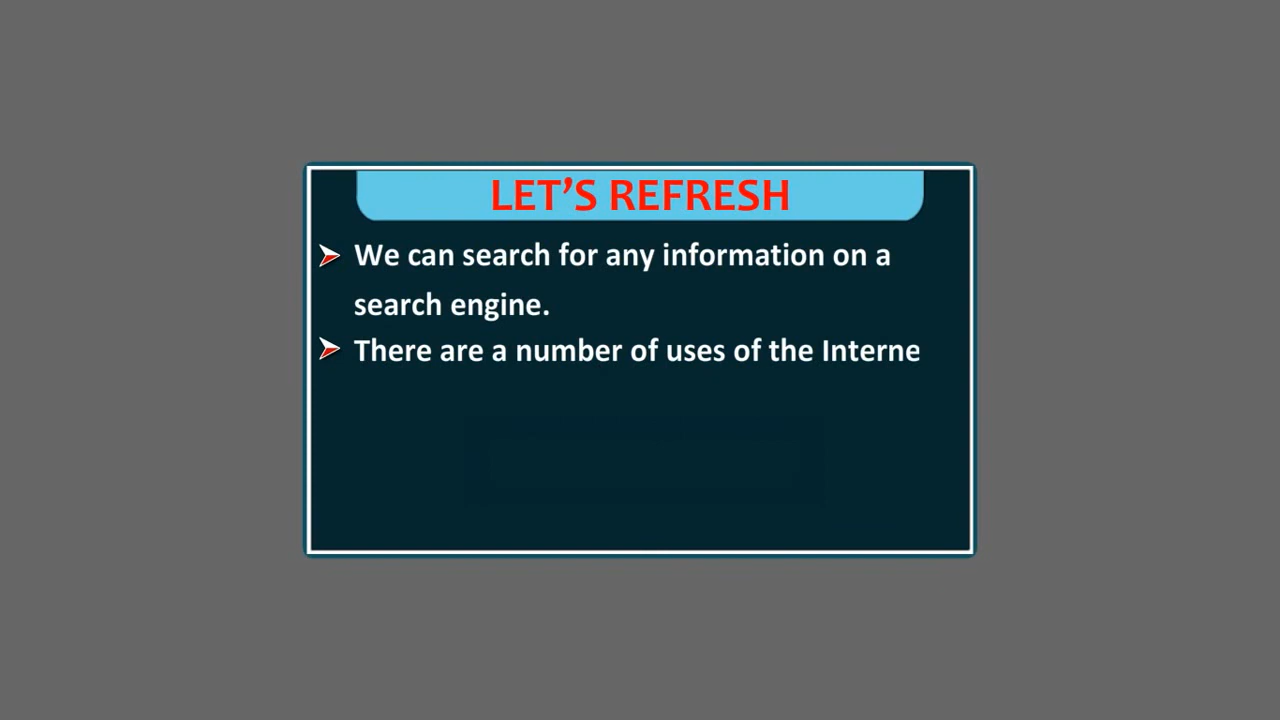 LET’S REFRESH
We can search for any information on a
search engine.
There are a number of uses of the Interne